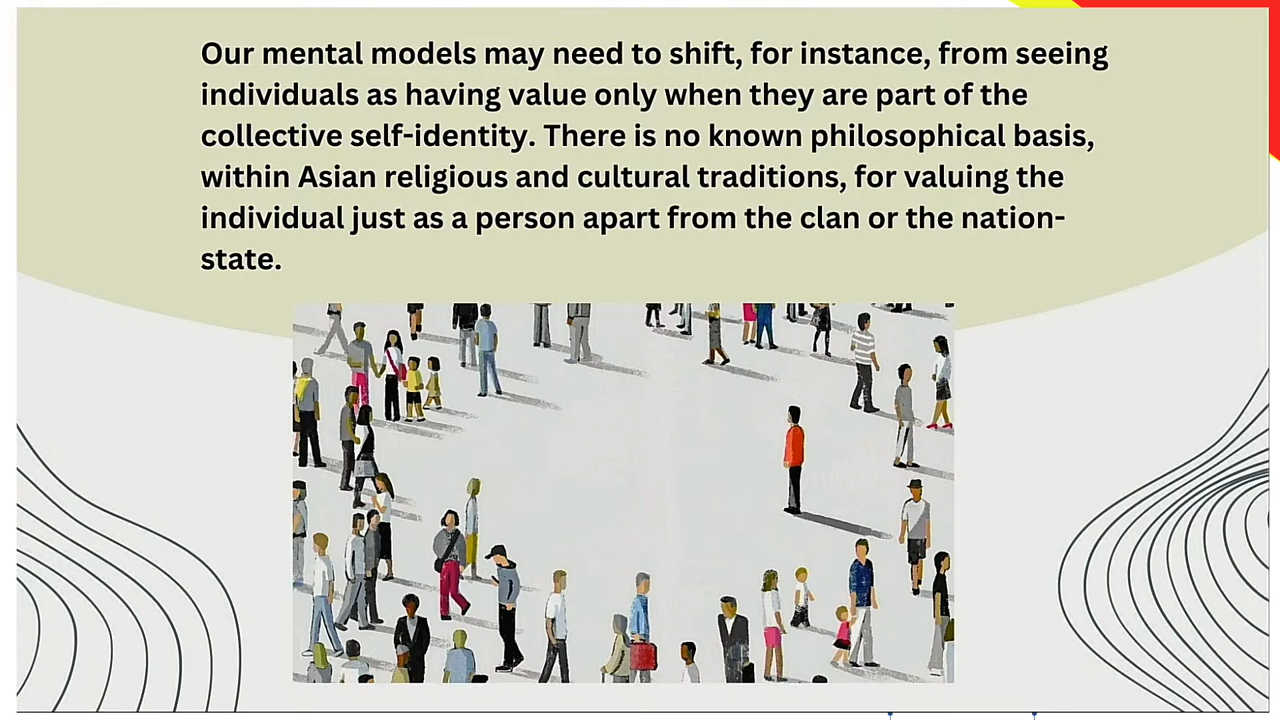 Our mental models may need to shift, for instance, from seeing
individuals as having value only when they are part of the
collective self-identity. There is no known philosophical basis,
within Asian religious and cultural traditions, for valuing the
individual just as a person apart from the clan or the nation-
state.